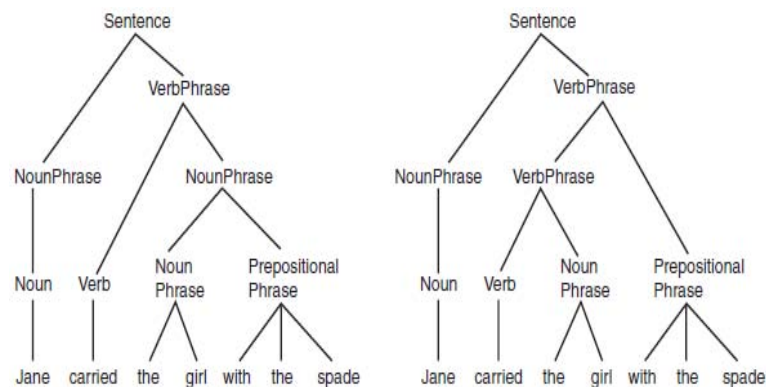 Sentence Sentence
VerbPhrase VerbPhrase
NounPhrase NounPhrase NounPhrase VerbPhrase
Noun Verb Noun Phrase Prepositional Phrase Noun Verb Noun Phrase Prepositional Phrase
Jane carried the girl with the spade Jane carried the girl with the spade